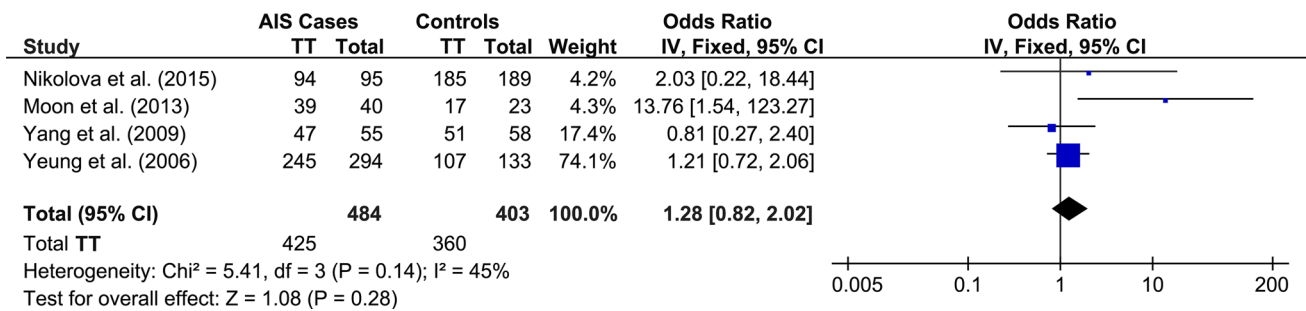 AIS Cases Controls Odds Ratio Odds Ratio
Study TT Total TT Total Weight IV, Fixed, 95% CI IV, Fixed, 95% CI
Nikolova et al. (2015) 94 95 185 189 4.2% 2.03 [0.22, 18.44]
Moon et al. (2013) 39 40 17 23 4.3% 13.76 [1.54, 123.27]
Yang et al. (2009) 47 55 51 58 17.4% 0.81 [0.27, 2.40]
Yeung et al. (2006) 245 294 107 133 74.1% 1.21 [0.72, 2.06]
Total (95% CI) 484 403 100.0% 1.28 [0.82, 2.02]
Total TT 425 360
Heterogeneity: Chi² = 5.41, df = 3 (P = 0.14); I² = 45%
Test for overall effect: Z = 1.08 (P = 0.28)
0.005 0.1 1 10 200